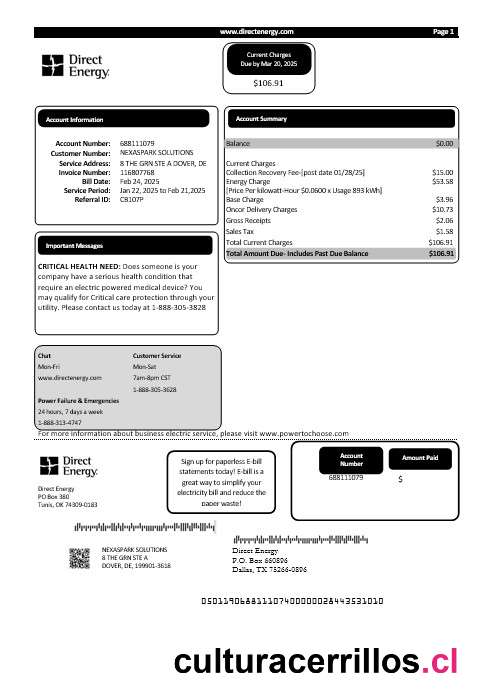 www.directenergy.com Page 1
Direct Energy.
Current Charges
Due by Mar 20, 2025
$106.91
Account Information
Account Number: 688111079
Customer Number: NEXASPARK SOLUTIONS
Service Address: 8 THE GRN STE A DOVER, DE
Invoice Number: 116807768
Bill Date: Feb 24, 2025
Service Period: Jan 22, 2025 to Feb 21,2025
Referral ID: CB107P
Account Summary
Balance $0.00
Current Charges
Collection Recovery Fee-[post date 01/28/25] $15.00
Energy Charge $53.58
[Price Per kilowatt-Hour $0.0600 x Usage 893 kWh]
Base Charge $3.96
Oncor Delivery Charges $10.73
Gross Receipts $2.06
Sales Tax $1.58
Total Current Charges $106.91
Total Amount Due- Includes Past Due Balance $106.91
Important Messages
CRITICAL HEALTH NEED: Does someone is your
company have a serious health condition that
require an electric powered medical device? You
may qualify for Critical care protection through your
utility. Please contact us today at 1-888-305-3828
Chat Customer Service
Mon-Fri Mon-Sat
www.directenergy.com 7am-8pm CST
1-888-305-3628
Power Failure & Emergencies
24 hours, 7 days a week
1-888-313-4747
For more information about business electric service, please visit www.powertochoose.com
Direct Energy.
Direct Energy
PO Box 380
Tunis, OK 74309-0183
Sign up for paperless E-bill
statements today! E-bill is a
great way to simplify your
electricity bill and reduce the
paper waste!
Account Number Amount Paid
688111079 $
NEXASPARK SOLUTIONS
8 THE GRN STE A
DOVER, DE, 199901-3618
Direct Energy
P.O. Box 660896
Dallas, TX 75266-0896
0501190688111074000000028443531010
culturacerrillos.cl